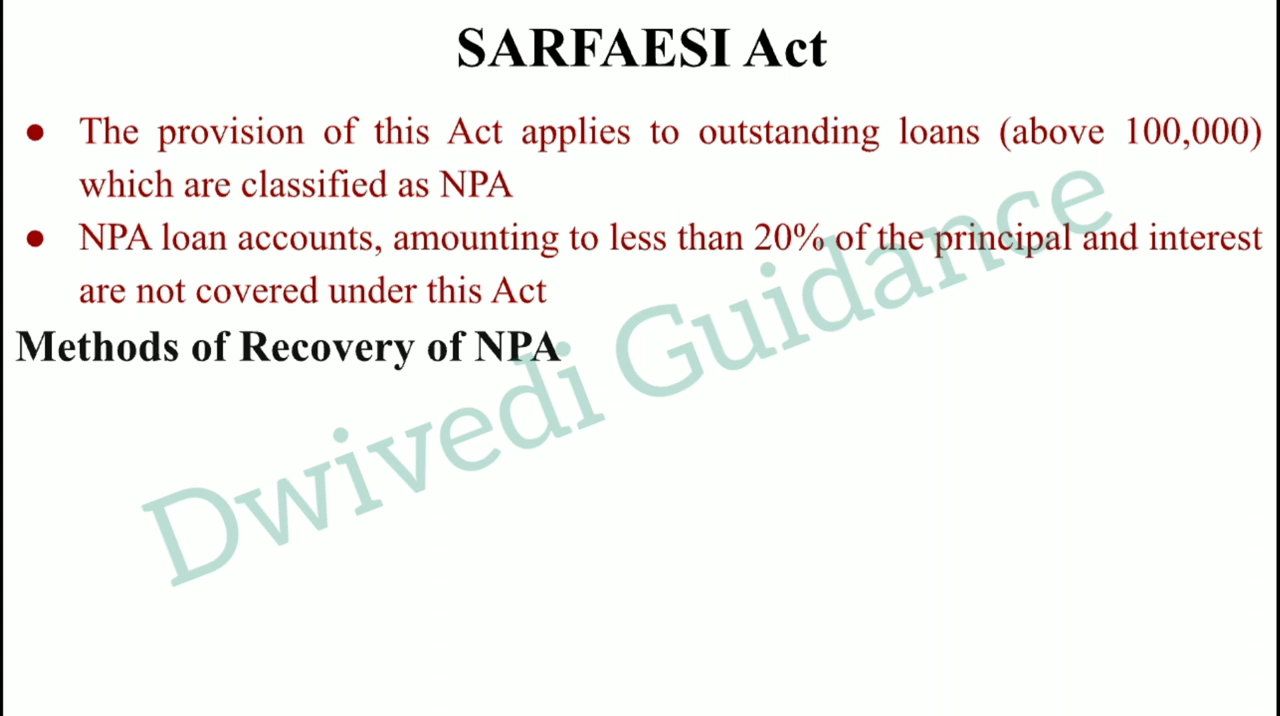 SARFAESI Act
● The provision of this Act applies to outstanding loans (above 100,000)
which are classified as NPA
● NPA loan accounts, amounting to less than 20% of the principal and interest
are not covered under this Act
Methods of Recovery of NPA
Dwivedi Guidance